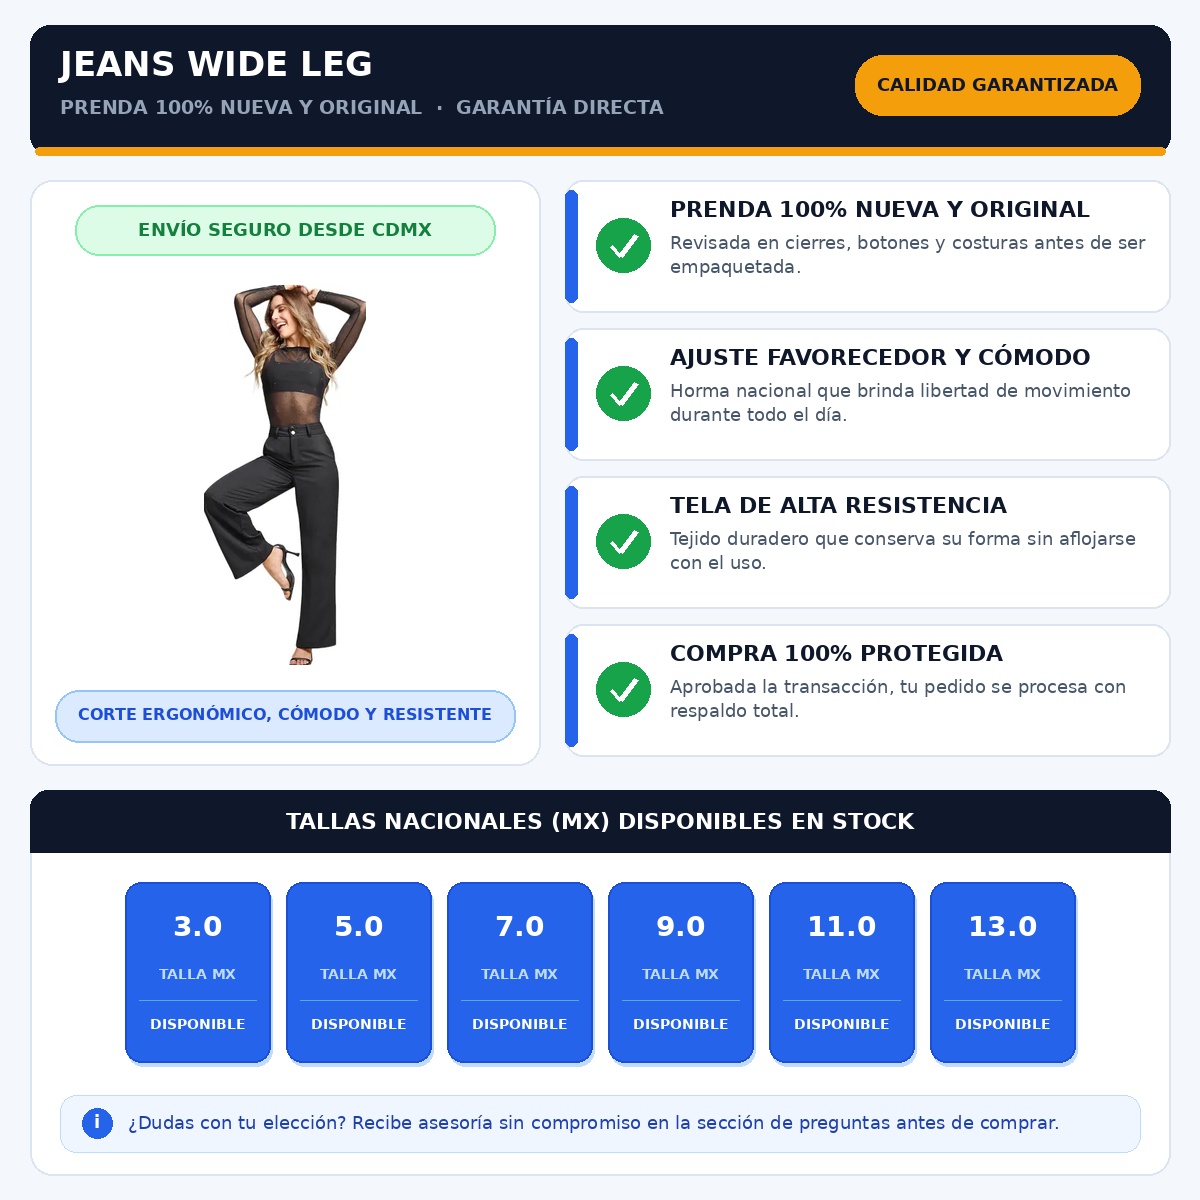 JEANS WIDE LEG
PRENDA 100% NUEVA Y ORIGINAL · GARANTÍA DIRECTA
CALIDAD GARANTIZADA
ENVÍO SEGURO DESDE CDMX
CORTE ERGONÓMICO, CÓMODO Y RESISTENTE
PRENDA 100% NUEVA Y ORIGINAL
Revisada en cierres, botones y costuras antes de ser
empaquetada.
AJUSTE FAVORECEDOR Y CÓMODO
Horma nacional que brinda libertad de movimiento
durante todo el día.
TELA DE ALTA RESISTENCIA
Tejido duradero que conserva su forma sin aflojarse
con el uso.
COMPRA 100% PROTEGIDA
Aprobada la transacción, tu pedido se procesa con
respaldo total.
TALLAS NACIONALES (MX) DISPONIBLES EN STOCK
3.0
TALLA MX
DISPONIBLE
5.0
TALLA MX
DISPONIBLE
7.0
TALLA MX
DISPONIBLE
9.0
TALLA MX
DISPONIBLE
11.0
TALLA MX
DISPONIBLE
13.0
TALLA MX
DISPONIBLE
i ¿Dudas con tu elección? Recibe asesoría sin compromiso en la sección de preguntas antes de comprar.